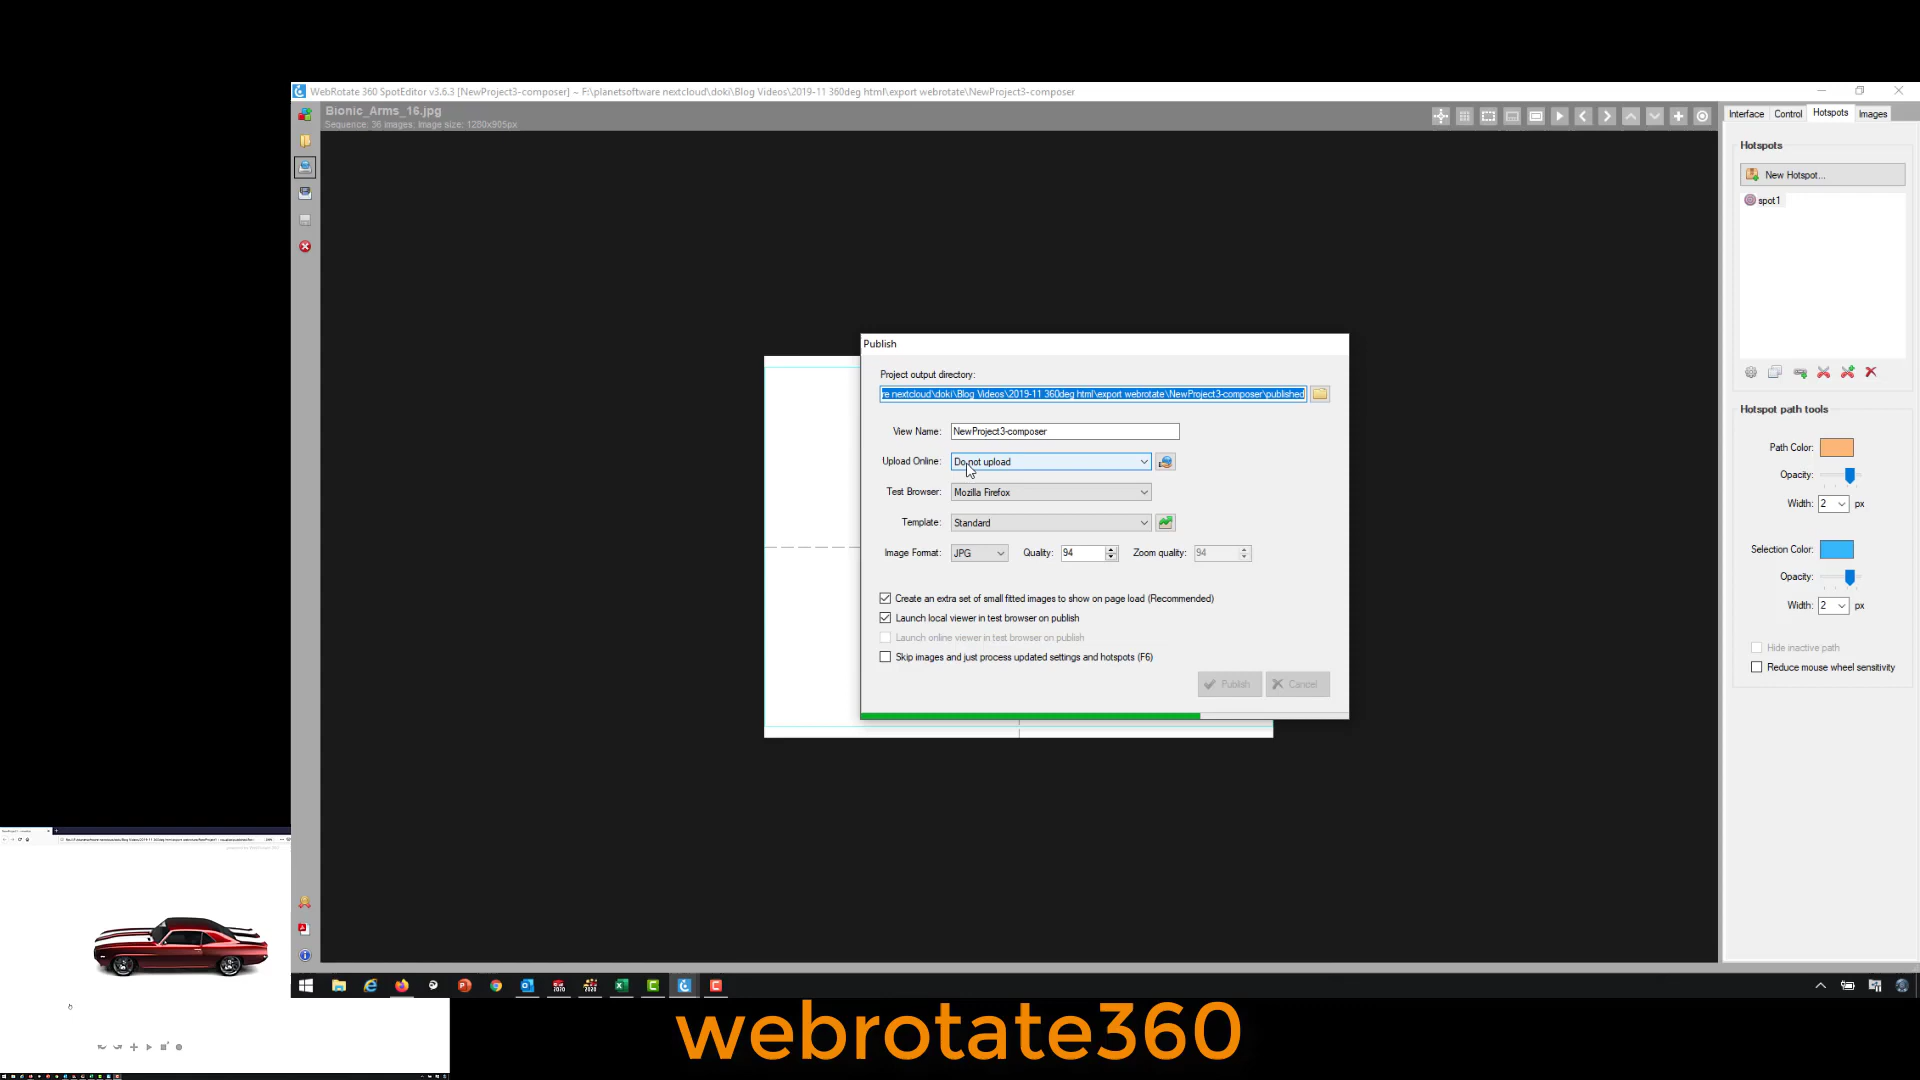 WebRotate 360 SpotEditor v3.6.3 [NewProject3-composer] ~ F:\planetsoftware nextcloud\doki\Blog Videos\2019-11 360deg html\export webrotate\NewProject3-composer
Bionic_Arms_16.jpg
Sequence: 36 images. Image size: 1280x905px
Interface
Control
Hotspots
Images
Hotspots
New Hotspot...
spot1
Hotspot path tools
Path Color:
Opacity:
Width: 2 px
Selection Color:
Opacity:
Width: 2 px
Hide inactive path
Reduce mouse wheel sensitivity
Publish
Project output directory:
re nextcloud\doki\Blog Videos\2019-11 360deg html\export webrotate\NewProject3-composer\published
View Name: NewProject3-composer
Upload Online: Do not upload
Test Browser: Mozilla Firefox
Template: Standard
Image Format: JPG Quality: 94 Zoom quality: 94
Create an extra set of small fitted images to show on page load (Recommended)
Launch local viewer in test browser on publish
Launch online viewer in test browser on publish
Skip images and just process updated settings and hotspots (F6)
Publish
Cancel
webrotate360